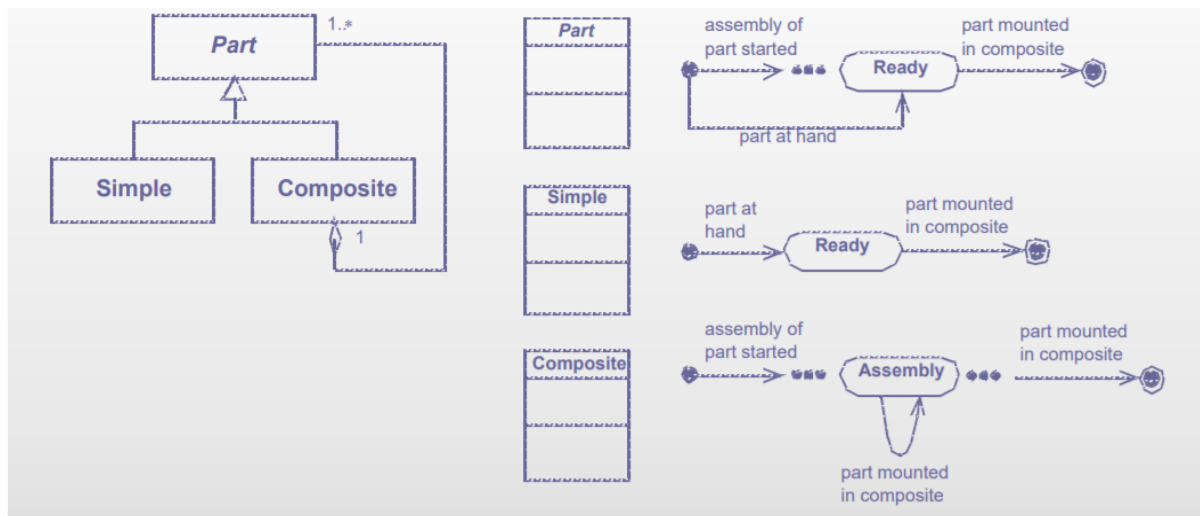 1..*
Part
Simple
Composite
1
Part
assembly of
part started
Ready
part mounted
in composite
part at hand
Simple
part at
hand
Ready
part mounted
in composite
Composite
assembly of
part started
Assembly
part mounted
in composite
part mounted
in composite